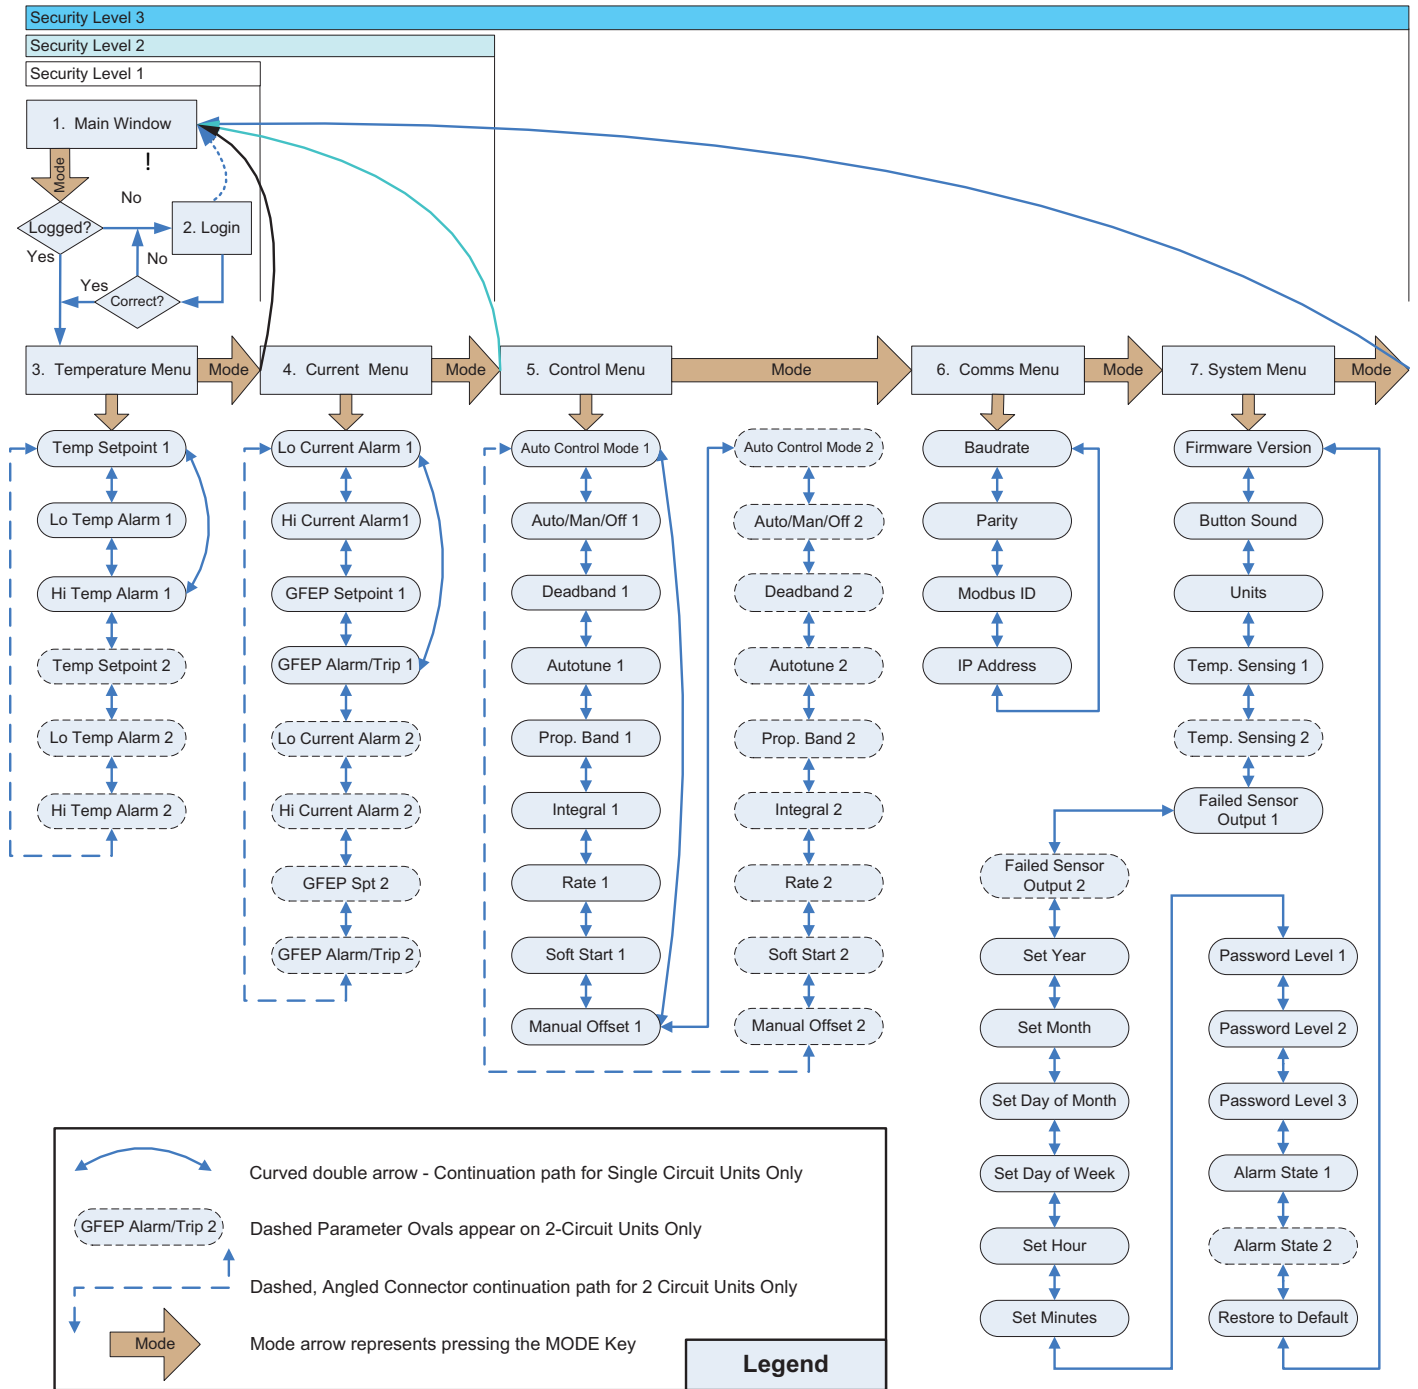 Security Level 3
Security Level 2
Security Level 1
1. Main Window
!
Mode
No
Logged?
2. Login
Yes
No
Yes
Correct?
3. Temperature Menu
Mode
4. Current Menu
Mode
5. Control Menu
Mode
6. Comms Menu
Mode
7. System Menu
Mode
Temp Setpoint 1
Lo Temp Alarm 1
Hi Temp Alarm 1
Temp Setpoint 2
Lo Temp Alarm 2
Hi Temp Alarm 2
Lo Current Alarm 1
Hi Current Alarm1
GFEP Setpoint 1
GFEP Alarm/Trip 1
Lo Current Alarm 2
Hi Current Alarm 2
GFEP Spt 2
GFEP Alarm/Trip 2
Auto Control Mode 1
Auto/Man/Off 1
Deadband 1
Autotune 1
Prop. Band 1
Integral 1
Rate 1
Soft Start 1
Manual Offset 1
Auto Control Mode 2
Auto/Man/Off 2
Deadband 2
Autotune 2
Prop. Band 2
Integral 2
Rate 2
Soft Start 2
Manual Offset 2
Baudrate
Parity
Modbus ID
IP Address
Firmware Version
Button Sound
Units
Temp. Sensing 1
Temp. Sensing 2
Failed Sensor
Output 1
Failed Sensor
Output 2
Set Year
Set Month
Set Day of Month
Set Day of Week
Set Hour
Set Minutes
Password Level 1
Password Level 2
Password Level 3
Alarm State 1
Alarm State 2
Restore to Default
Curved double arrow - Continuation path for Single Circuit Units Only
GFEP Alarm/Trip 2
Dashed Parameter Ovals appear on 2-Circuit Units Only
Dashed, Angled Connector continuation path for 2 Circuit Units Only
Mode
Mode arrow represents pressing the MODE Key
Legend